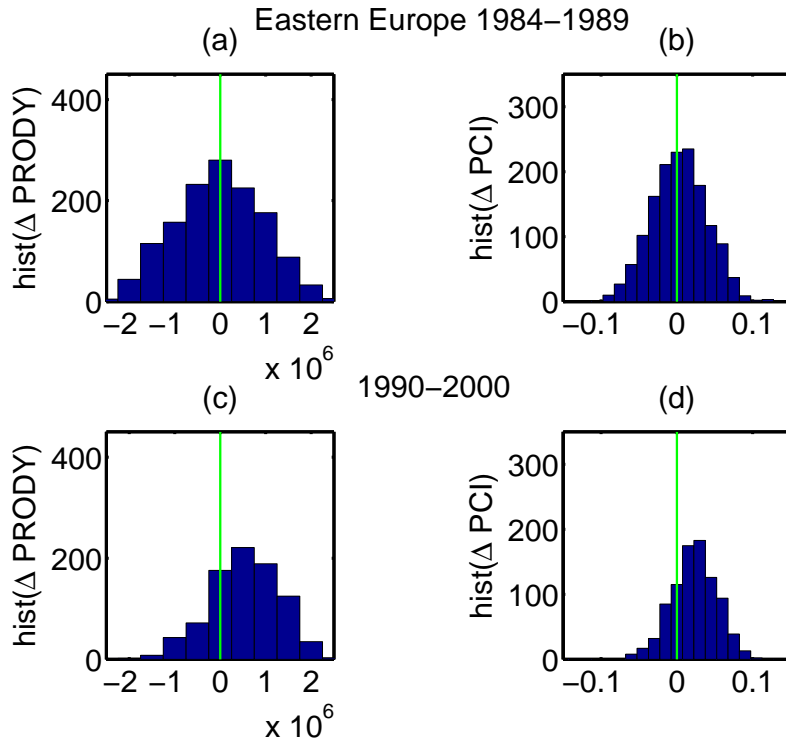 Eastern Europe 1984−1989
(a)
hist(Δ PRODY)
400
200
0
−2 −1 0 1 2
x 10^6
(b)
hist(Δ PCI)
300
200
100
0
−0.1 0 0.1
1990−2000
(c)
hist(Δ PRODY)
400
200
0
−2 −1 0 1 2
x 10^6
(d)
hist(Δ PCI)
300
200
100
0
−0.1 0 0.1